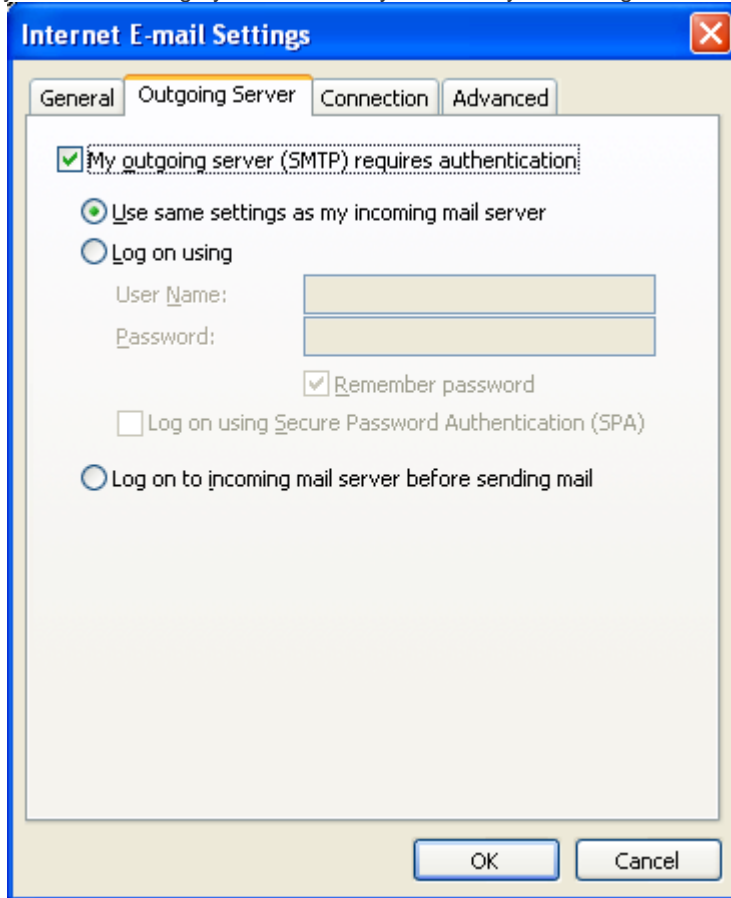 Internet E-mail Settings
General Outgoing Server Connection Advanced
My outgoing server (SMTP) requires authentication
Use same settings as my incoming mail server
Log on using
User Name:
Password:
Remember password
Log on using Secure Password Authentication (SPA)
Log on to incoming mail server before sending mail
OK Cancel